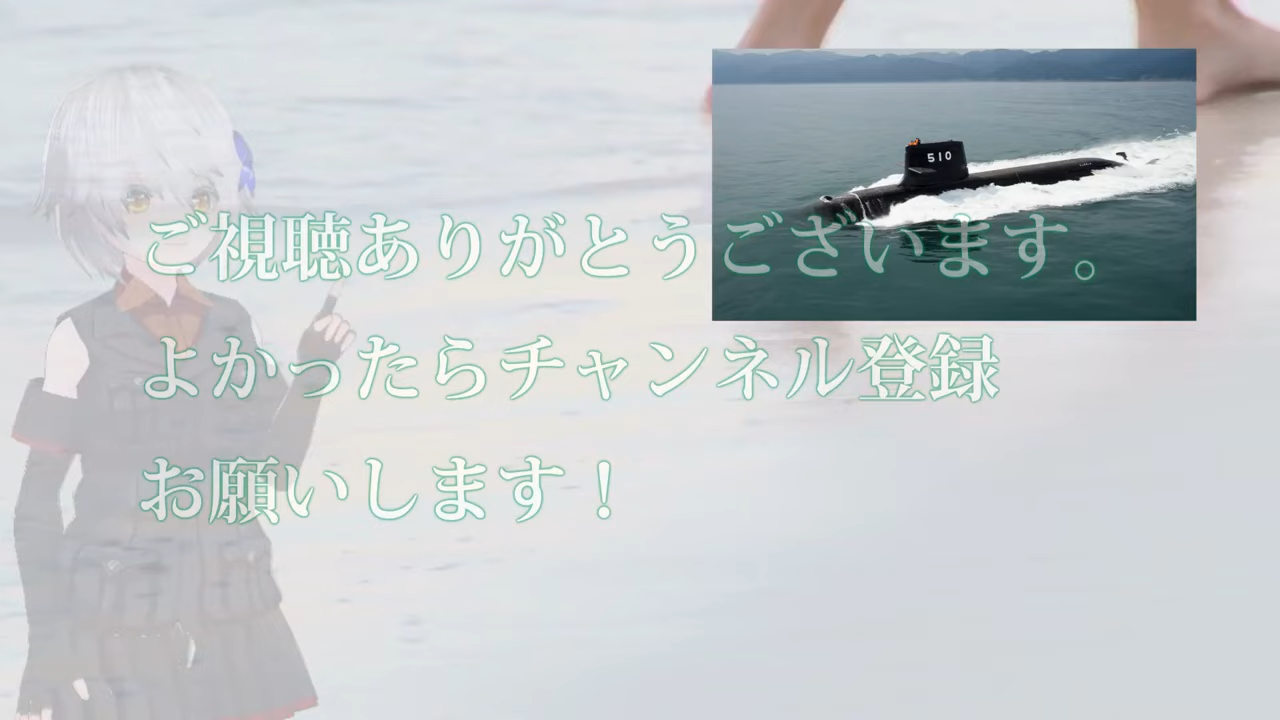 510
ご視聴ありがとうございます。
よかったらチャンネル登録
お願いします！